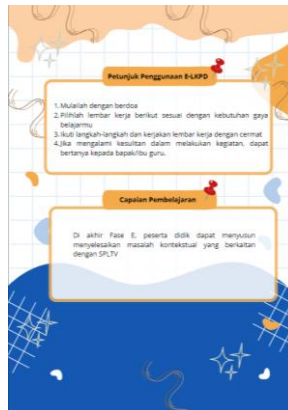 Petunjuk Penggunaan E-LKPD
1. Mulailah dengan berdoa
2. Pilihlah lembar kerja berikut sesuai dengan kebutuhan gaya
belajarmu
3. Ikuti langkah-langkah dan kerjakan lembar kerja dengan cermat
4. Jika mengalami kesulitan dalam melakukan kegiatan, dapat
bertanya kepada bapak/ibu guru.
Capaian Pembelajaran
Di akhir Fase E, peserta didik dapat menyusun
menyelesaikan masalah kontekstual yang berkaitan
dengan SPLTV